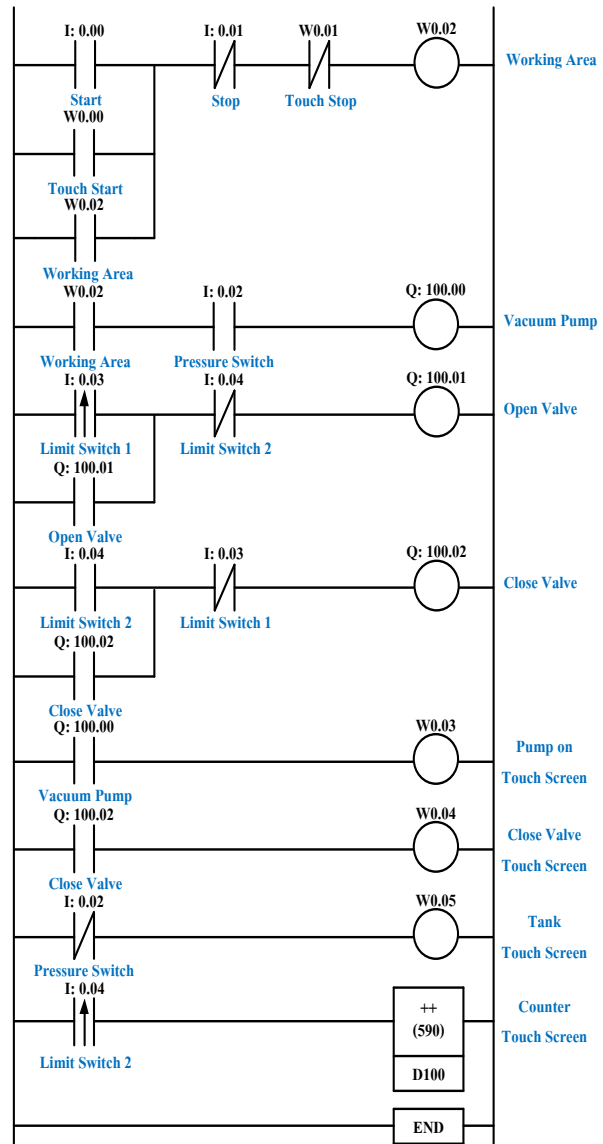 I: 0.00 I: 0.01 W0.01 W0.02
Working Area
Start Stop Touch Stop
W0.00
Touch Start
W0.02
Working Area
W0.02 I: 0.02 Q: 100.00
Vacuum Pump
Working Area Pressure Switch
I: 0.03 I: 0.04 Q: 100.01
Open Valve
Limit Switch 1 Limit Switch 2
Q: 100.01
Open Valve
I: 0.04 I: 0.03 Q: 100.02
Close Valve
Limit Switch 2 Limit Switch 1
Q: 100.02
Close Valve
Q: 100.00 W0.03
Pump on
Touch Screen
Vacuum Pump
Q: 100.02 W0.04
Close Valve
Touch Screen
Close Valve
I: 0.02 W0.05
Tank
Touch Screen
Pressure Switch
I: 0.04
++
Counter
(590)
Touch Screen
Limit Switch 2
D100
END